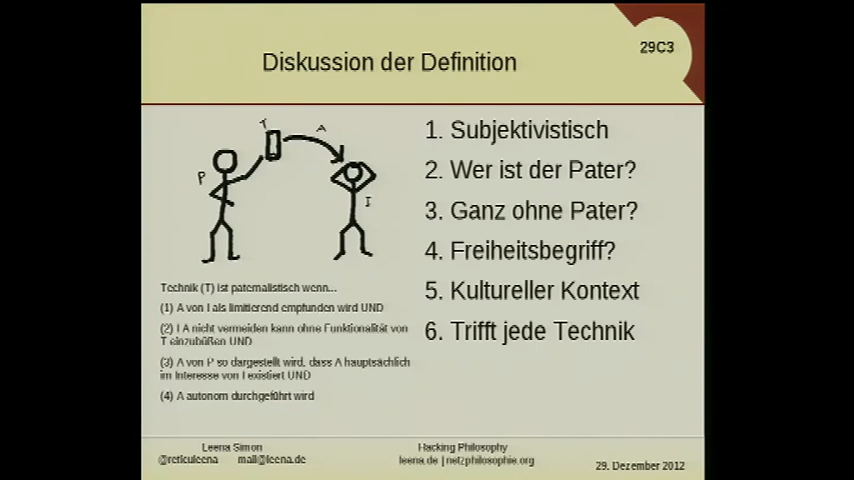 Diskussion der Definition
29C3
T
A
P
I
1. Subjektivistisch
2. Wer ist der Pater?
3. Ganz ohne Pater?
4. Freiheitsbegriff?
5. Kultureller Kontext
6. Trifft jede Technik
Technik (T) ist paternalistisch wenn...
(1) A von I als limitierend empfunden wird UND
(2) I A nicht vermeiden kann ohne Funktionalität von
T einzubüßen UND
(3) A von P so dargestellt wird, dass A hauptsächlich
im Interesse von I existiert UND
(4) A autonom durchgeführt wird
Leena Simon
@reticuleena mail@leena.de
Hacking Philosophy
leena.de | netzphilosophie.org
29. Dezember 2012